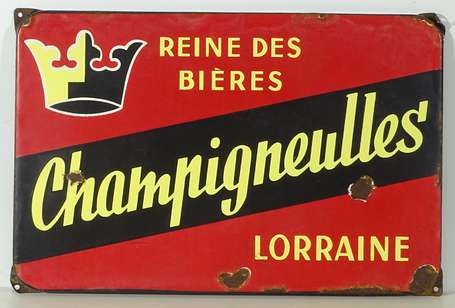 REINE DES
BIÈRES
Champigneulles
LORRAINE